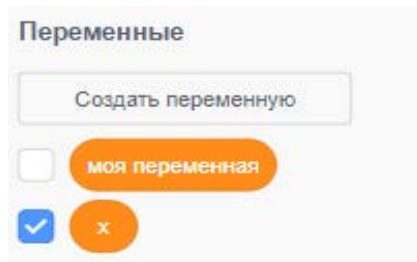 Переменные
Создать переменную
моя переменная
x